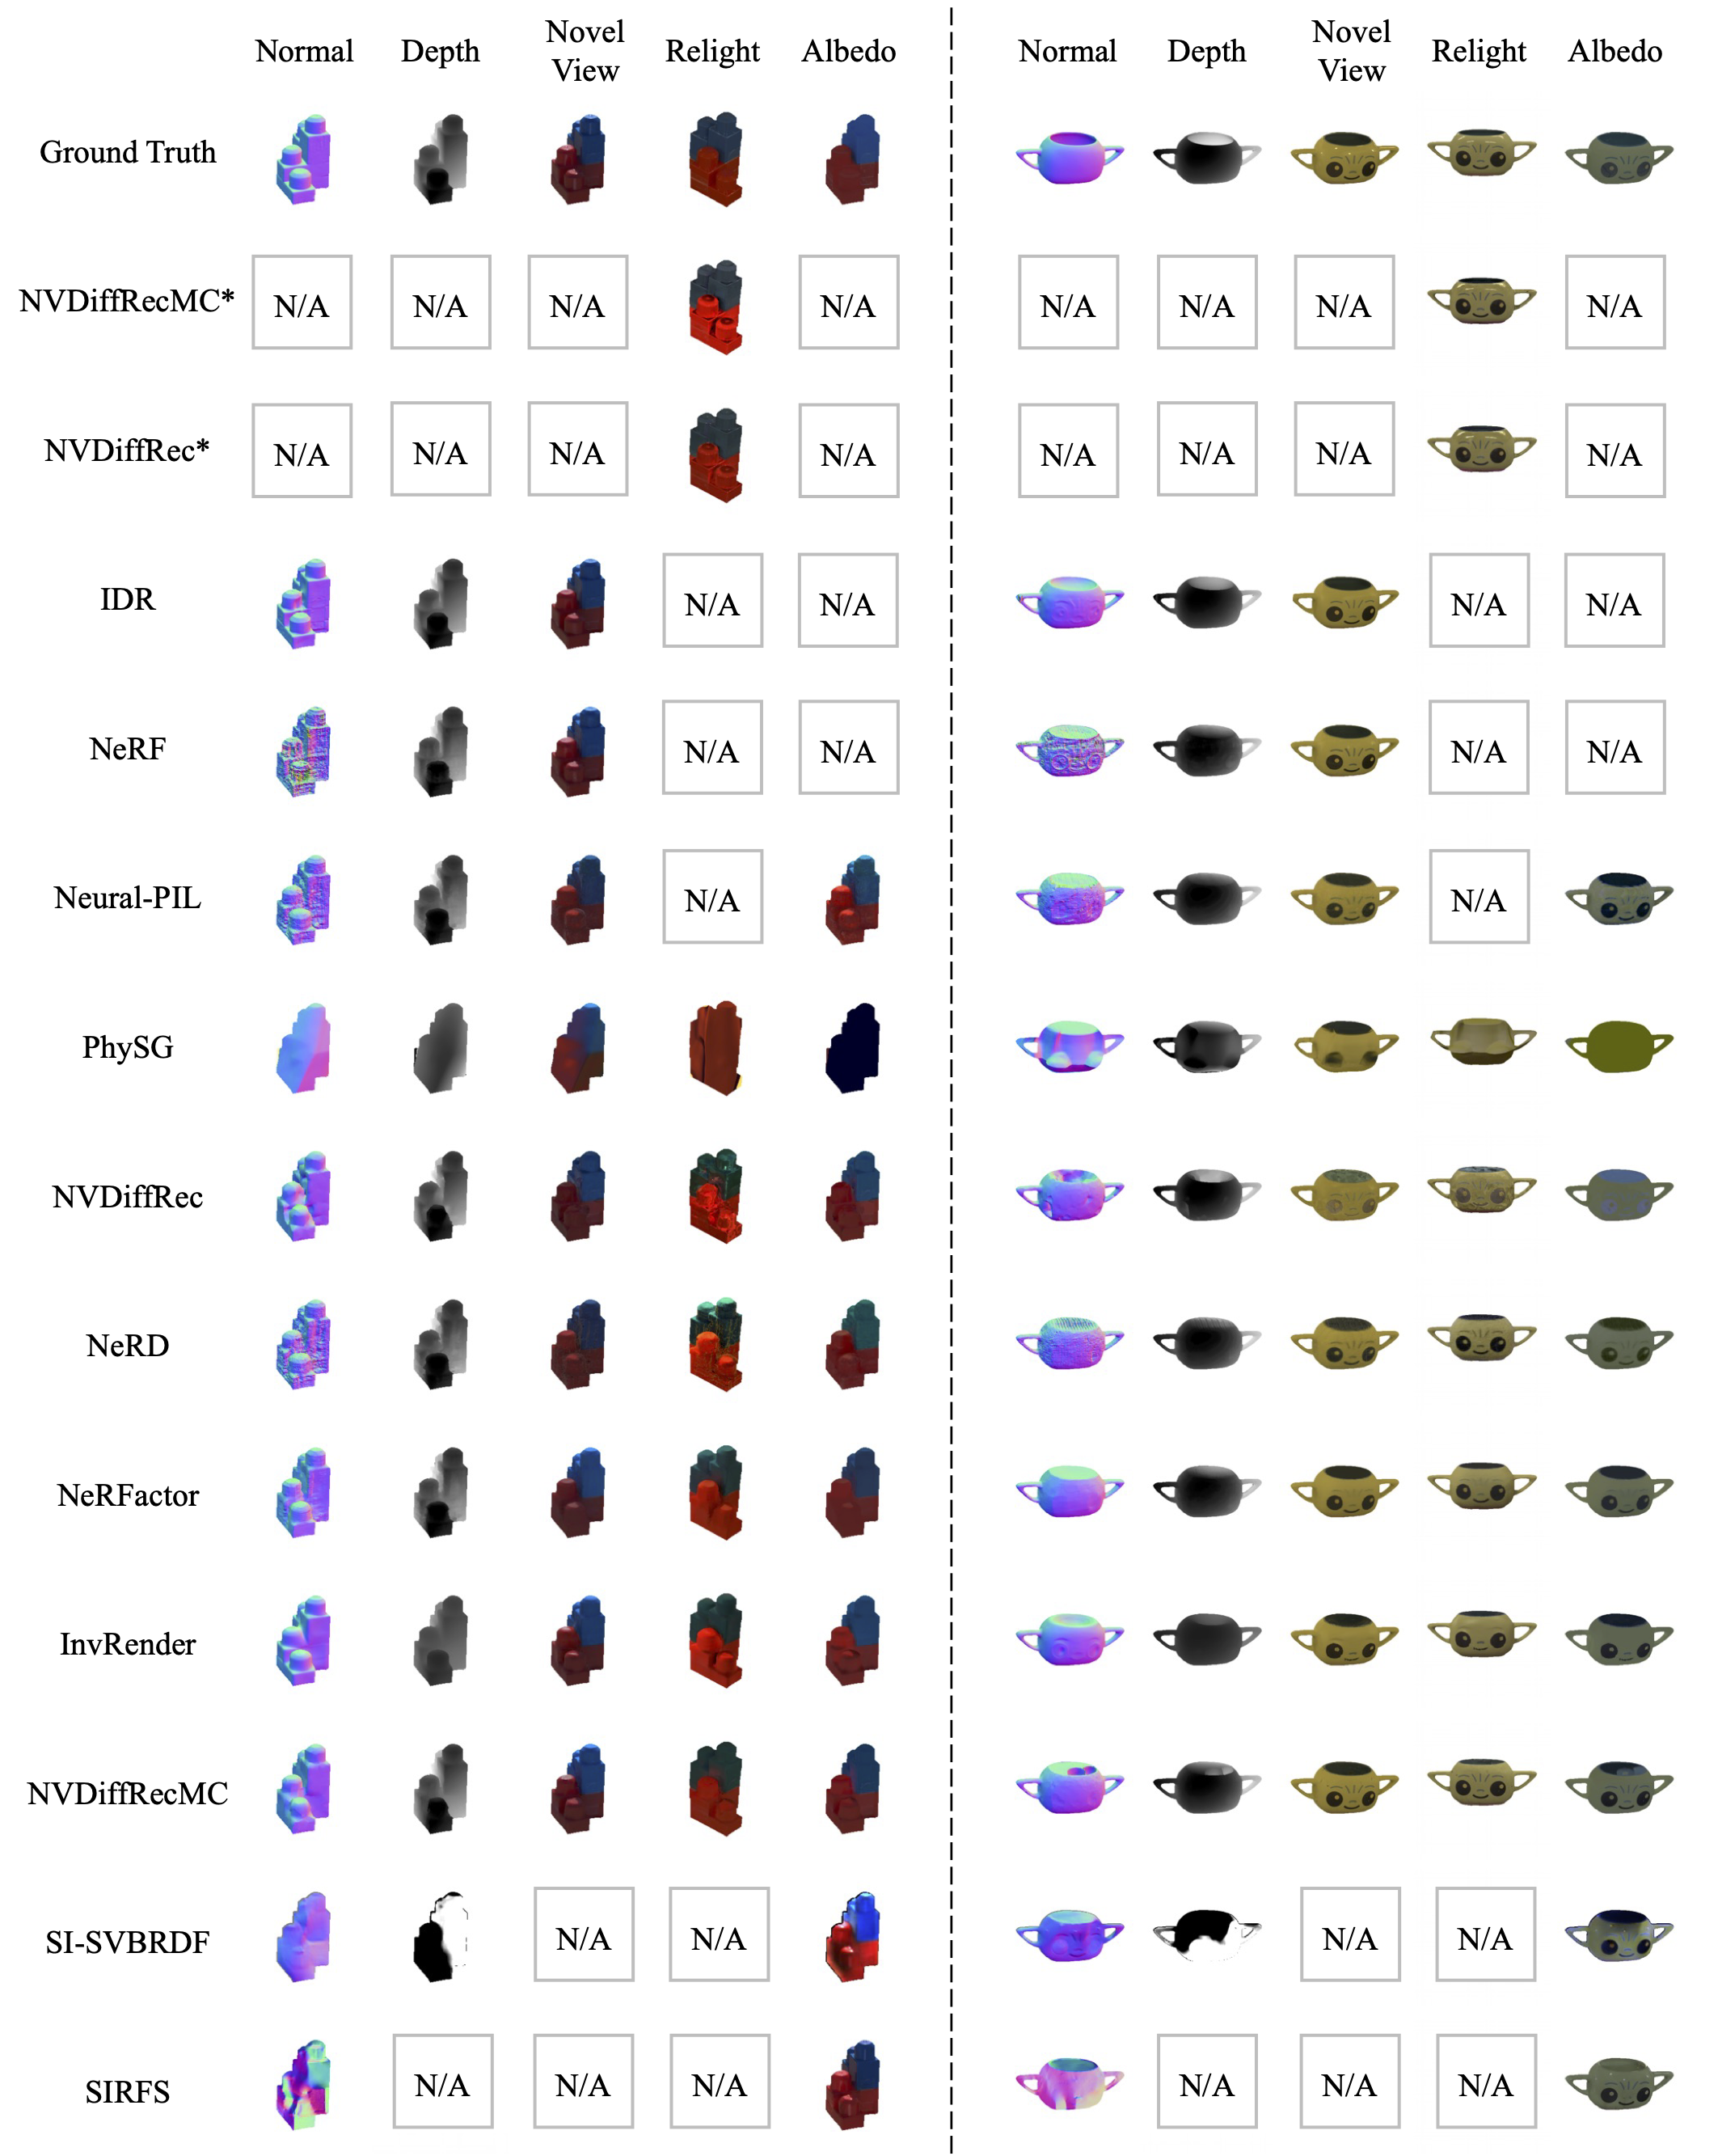 Normal Depth Novel View Relight Albedo Normal Depth Novel View Relight Albedo
Ground Truth
NVDiffRecMC* N/A N/A N/A N/A N/A N/A N/A N/A
NVDiffRec* N/A N/A N/A N/A N/A N/A N/A N/A
IDR N/A N/A N/A N/A
NeRF N/A N/A N/A N/A
Neural-PIL N/A N/A
PhySG
NVDiffRec
NeRD
NeRFactor
InvRender
NVDiffRecMC
SI-SVBRDF N/A N/A N/A N/A
SIRFS N/A N/A N/A N/A N/A N/A